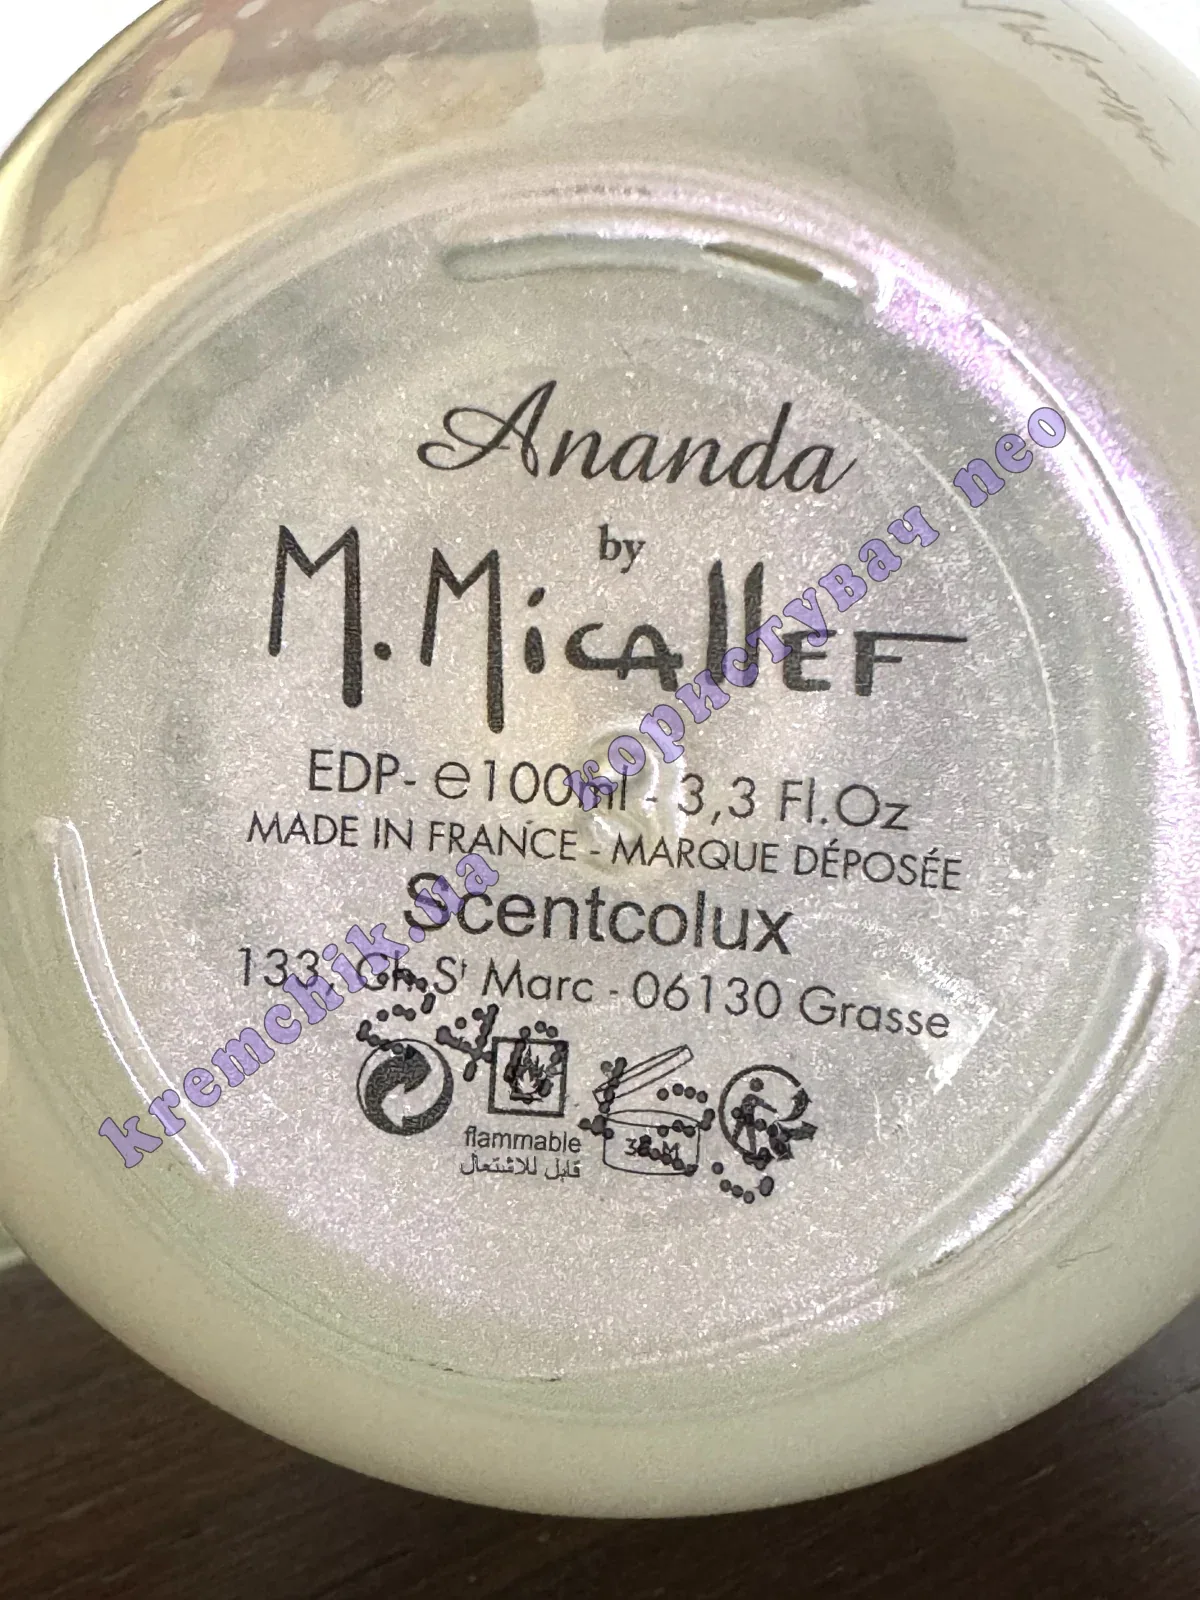 Ananda
by
M. Micallef
EDP- e 100ml - 3,3 Fl.Oz
MADE IN FRANCE - MARQUE DÉPOSÉE
Scentcolux
133, Ch.St Marc - 06130 Grasse
flammable
قابل للاشتعال
kremchik.ua користувач neo